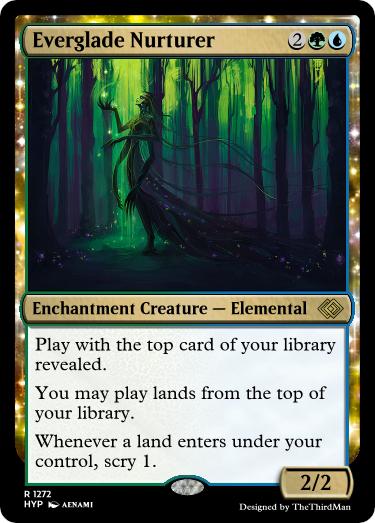 Everglade Nurturer 2
Enchantment Creature — Elemental
Play with the top card of your library
revealed.
You may play lands from the top of
your library.
Whenever a land enters under your
control, scry 1.
2/2
R 1272
HYP AENAMI
Designed by TheThirdMan